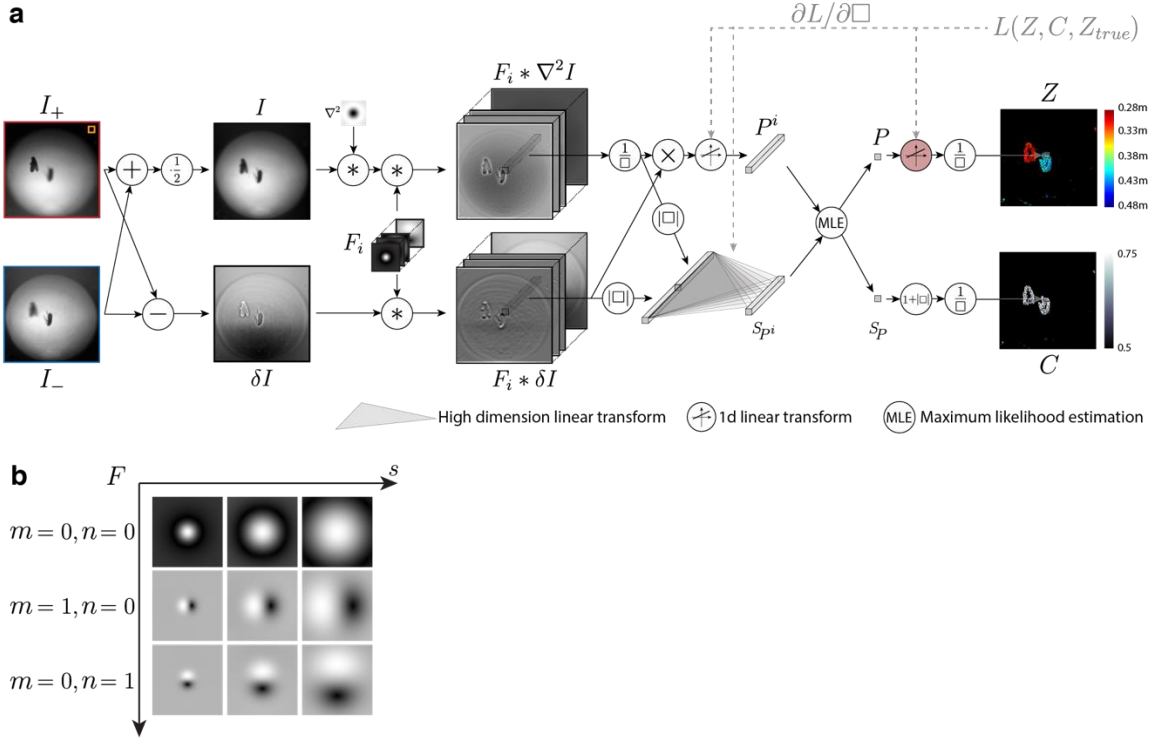 a
∂L/∂□
L(Z, C, Z_true)
I_+
I
∇²
F_i ∗ ∇²I
P^i
P
Z
+
·½
∗
∗
1/□
×
1/□
0.28m
0.33m
0.38m
0.43m
0.48m
|□|
MLE
F_i
I_−
−
δI
∗
F_i ∗ δI
|□|
S_{P^i}
S_P
1+|□|
1/□
0.75
0.5
C
High dimension linear transform
1d linear transform
MLE Maximum likelihood estimation
b
F
s
m = 0, n = 0
m = 1, n = 0
m = 0, n = 1